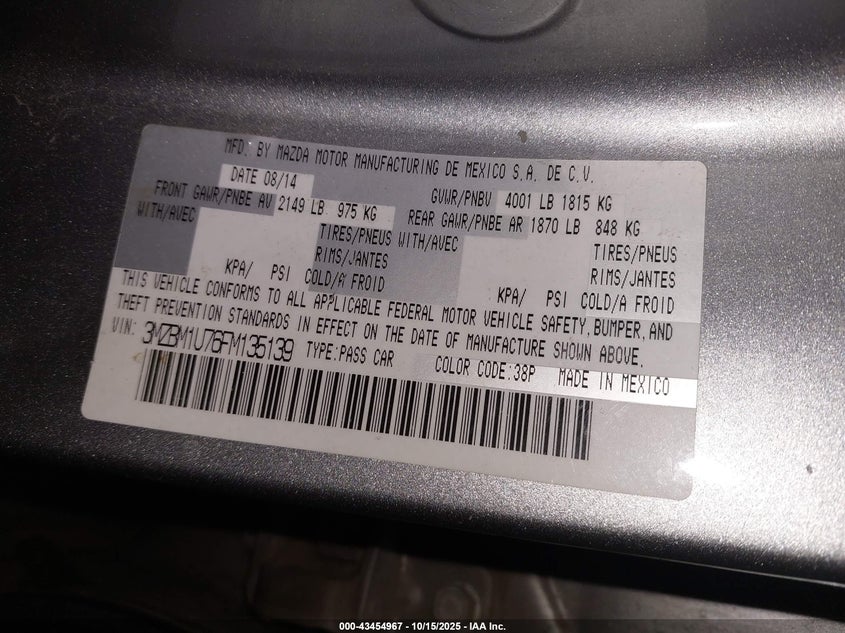 MFD. BY MAZDA MOTOR MANUFACTURING DE MEXICO S.A. DE C.V.
DATE 08/14 GVWR/PNBV 4001 LB 1815 KG
FRONT GAWR/PNBE AV 2149 LB 975 KG REAR GAWR/PNBE AR 1870 LB 848 KG
WITH/AVEC TIRES/PNEUS WITH/AVEC TIRES/PNEUS
RIMS/JANTES RIMS/JANTES
KPA/ PSI COLD/A FROID KPA/ PSI COLD/A FROID
THIS VEHICLE CONFORMS TO ALL APPLICABLE FEDERAL MOTOR VEHICLE SAFETY, BUMPER, AND
THEFT PREVENTION STANDARDS IN EFFECT ON THE DATE OF MANUFACTURE SHOWN ABOVE.
VIN: 3MZBM1U76FM135139 TYPE:PASS CAR COLOR CODE:38P MADE IN MEXICO
000-43454967 - 10/15/2025 - IAA Inc.